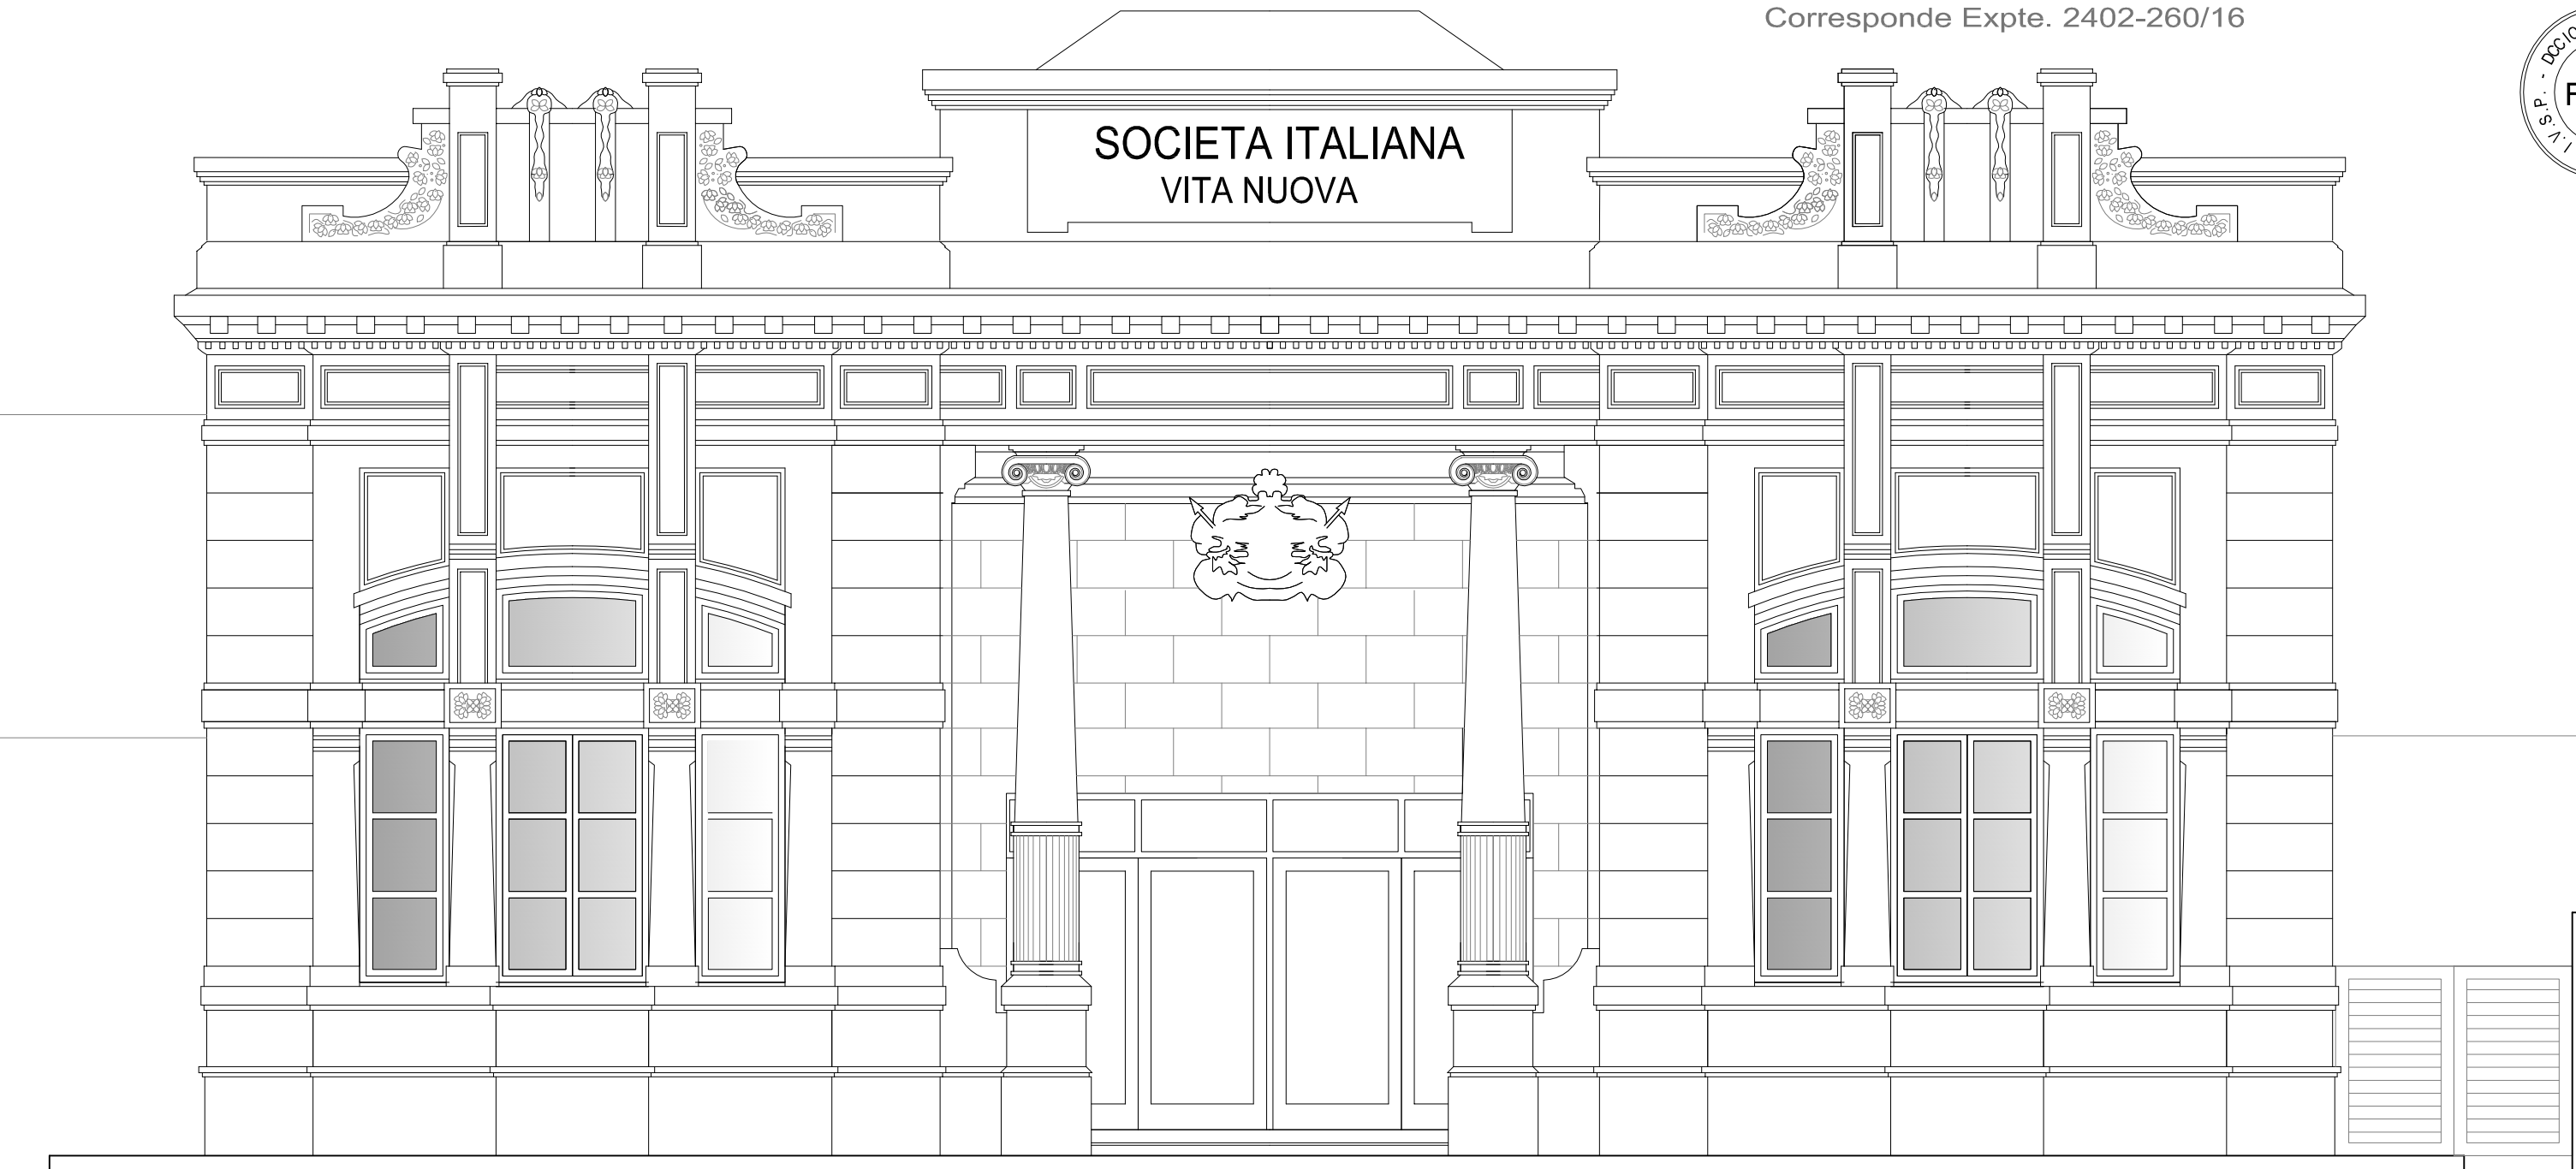 Corresponde Expte. 2402-260/16
SOCIETA ITALIANA
VITA NUOVA
I.V.S.P. -